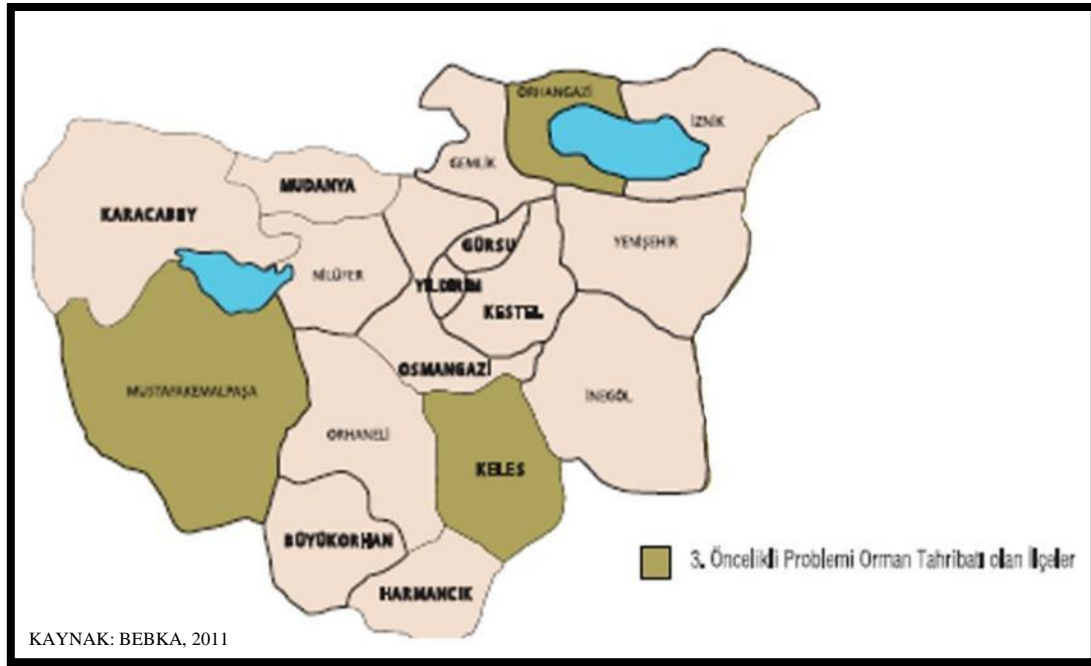 ORHANGAZİ
İZNİK
GEMLİK
MUDANYA
KARACABEY
GÜRSU
YENİŞEHİR
NİLÜFER
YILDIRIM
KESTEL
OSMANGAZİ
MUSTAFAKEMALPAŞA
İNEGÖL
ORHANELİ
KELES
BÜYÜKORHAN
3. Öncelikli Problemi Orman Tahribatı olan İlçeler
HARMANCIK
KAYNAK: BEBKA, 2011